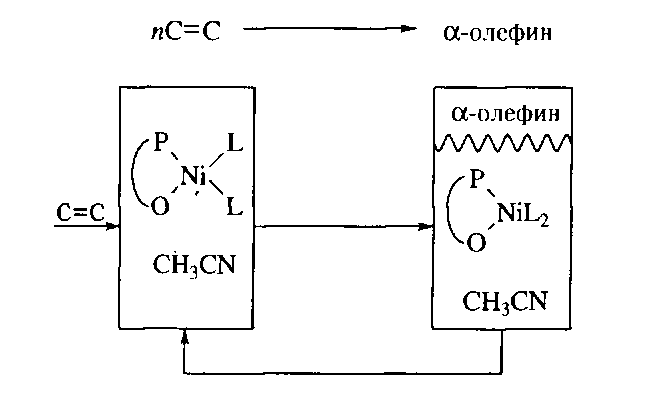 nC=C → α-олефин
α-олефин
P L
Ni
O L
P
NiL₂
O
C=C
CH₃CN
CH₃CN